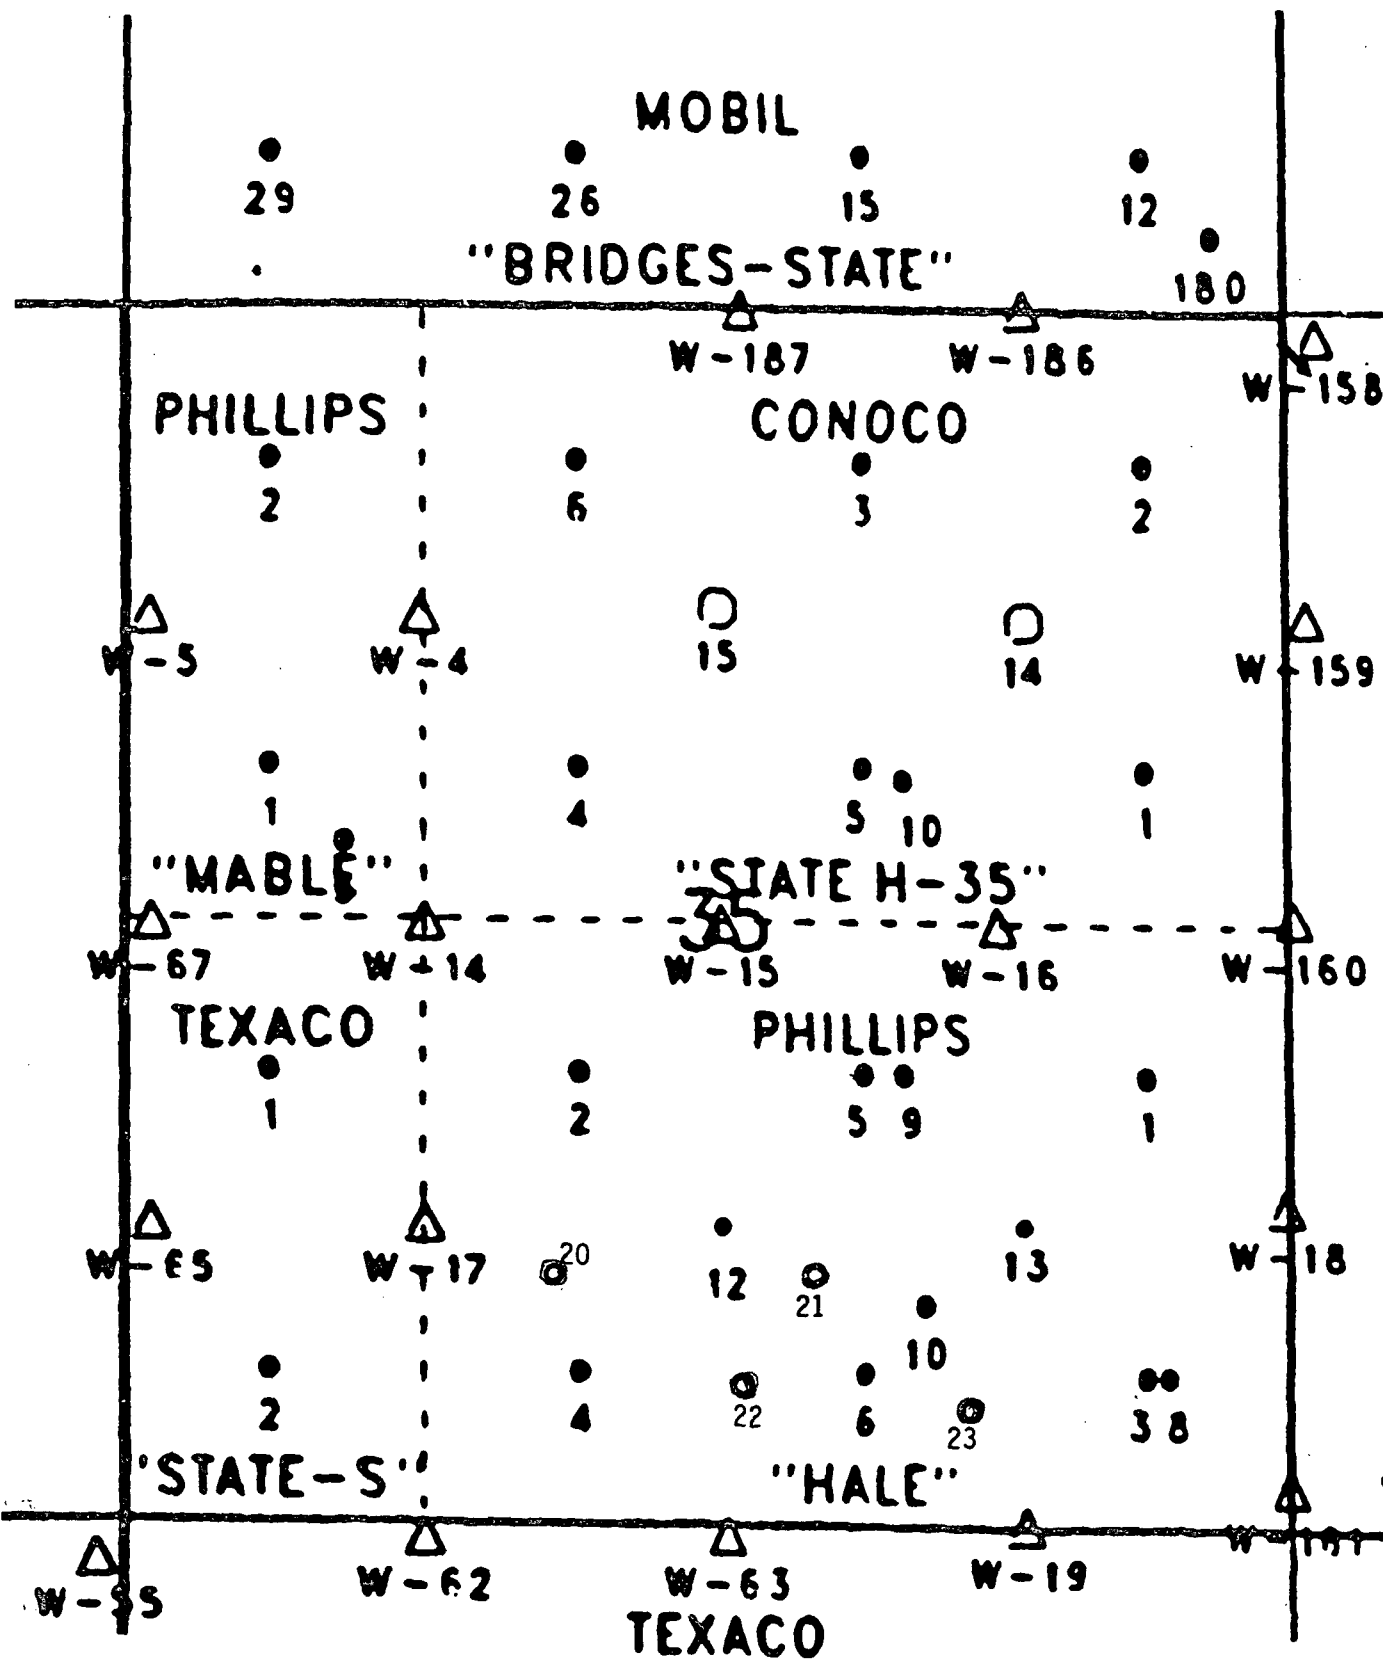 MOBIL
29 26 15 12
"BRIDGES-STATE"
180
W-187 W-186
W-158
PHILLIPS CONOCO
2 6 3 2
15 14
W-5 W-4 W-159
1 4 5 10 1
"MABLE" "STATE H-35"
35
W-67 W-14 W-15 W-16 W-160
TEXACO PHILLIPS
1 2 5 9 1
20
W-65 W-17 12 13 W-18
21
10
2 4 22 6 23 3 8
'STATE-S" "HALE"
W-62 W-63 W-19
TEXACO